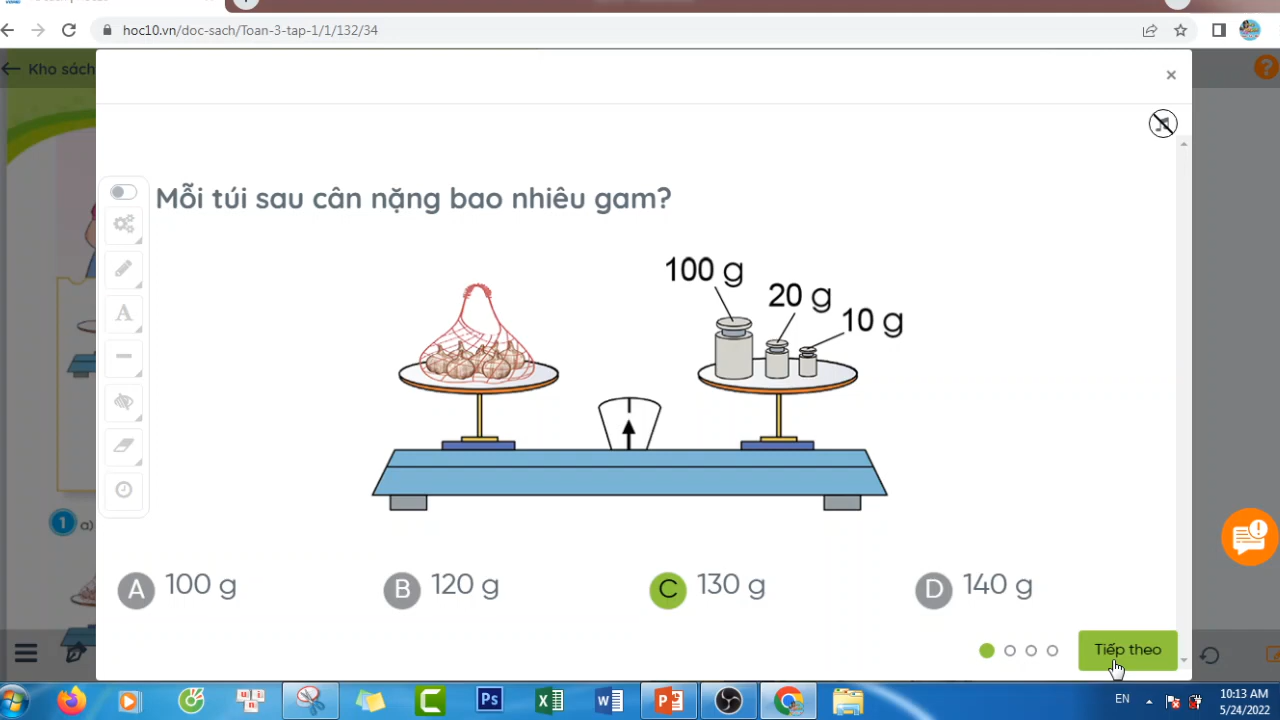 hoc10.vn/doc-sach/Toan-3-tap-1/1/132/34
Kho sách
Mỗi túi sau cân nặng bao nhiêu gam?
100 g
20 g
10 g
1 a)
A 100 g
B 120 g
C 130 g
D 140 g
Tiếp theo
EN
10:13 AM
5/24/2022